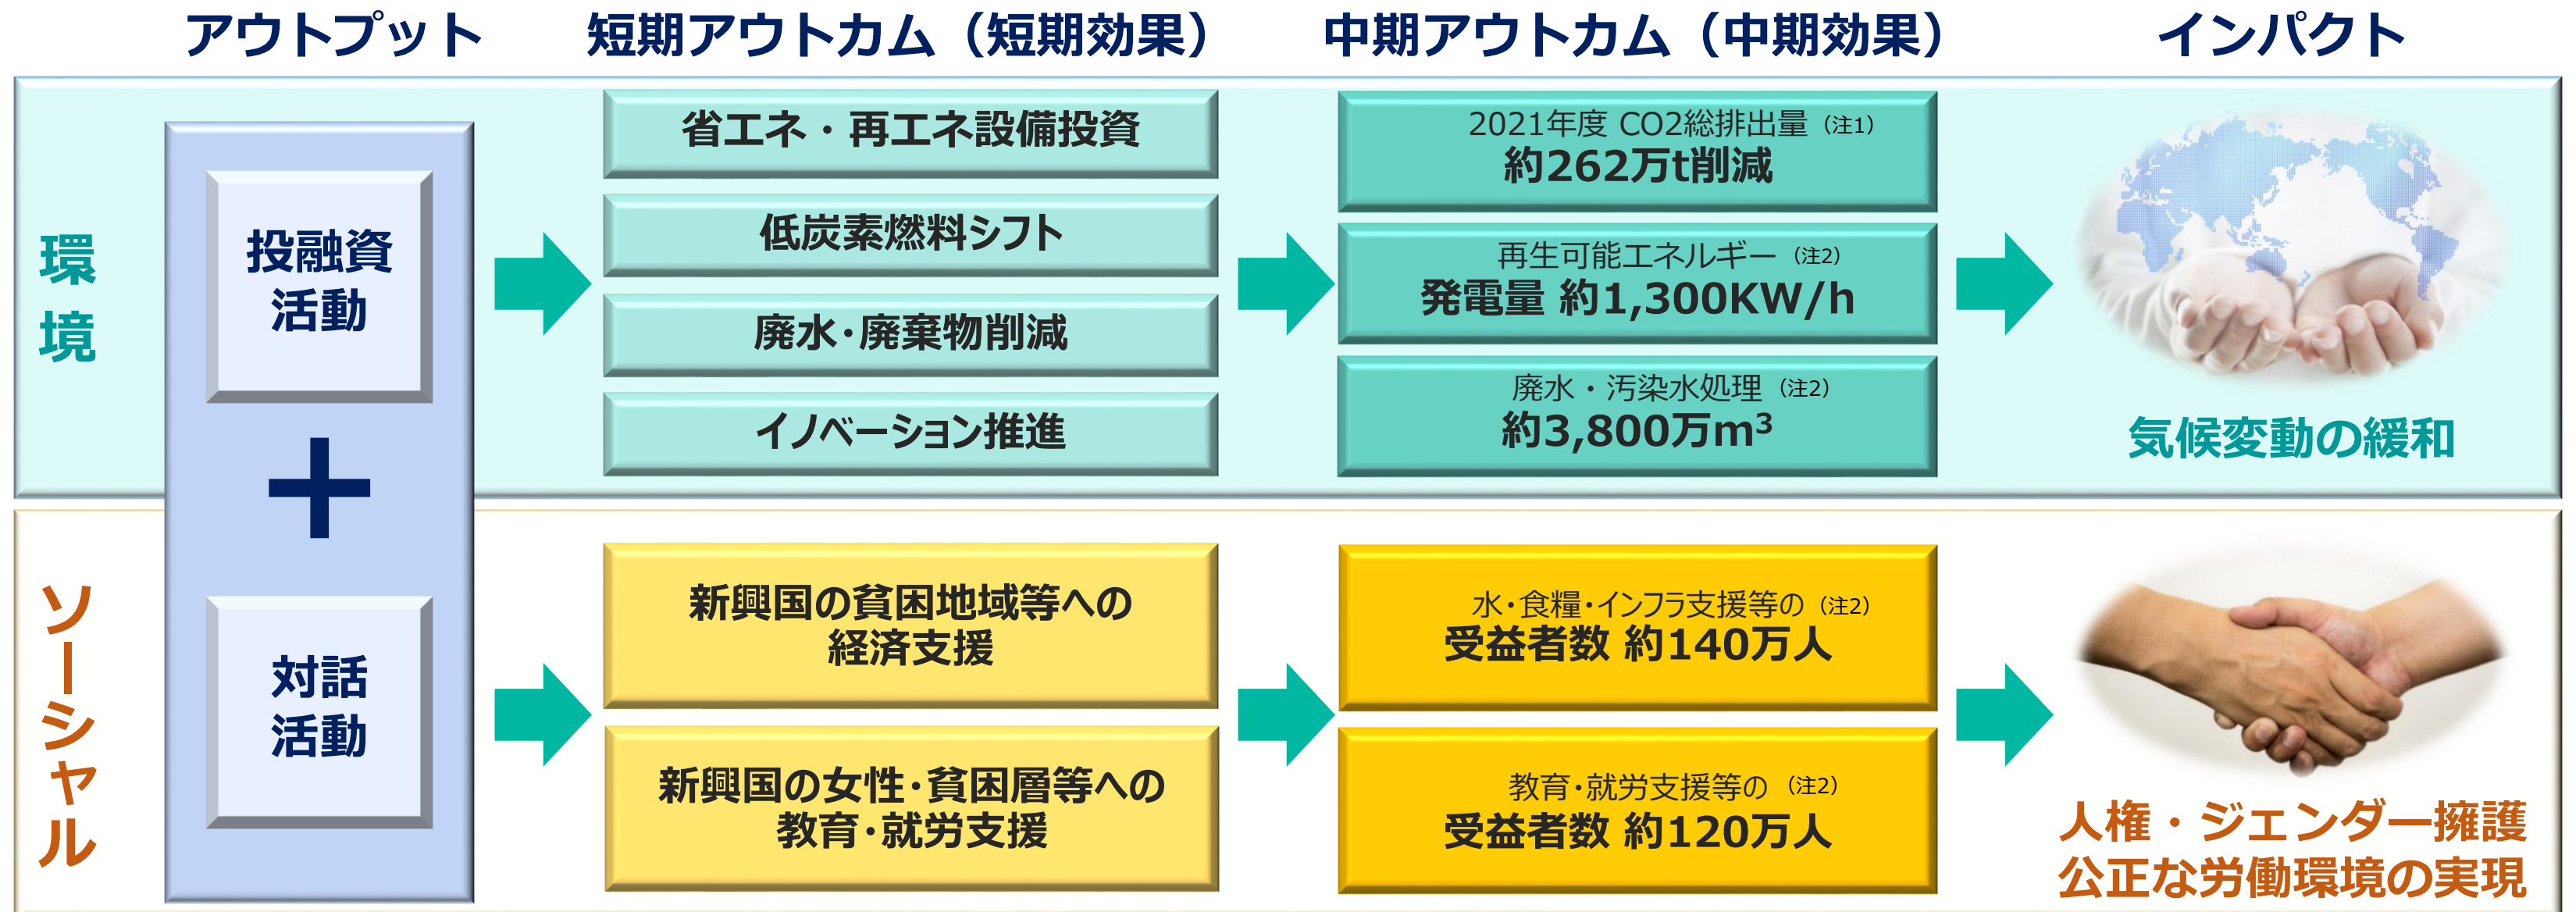 アウトプット
短期アウトカム（短期効果）
中期アウトカム（中期効果）
インパクト
環境
投融資
活動
＋
対話
活動
省エネ・再エネ設備投資
低炭素燃料シフト
廃水・廃棄物削減
イノベーション推進
2021年度 CO2総排出量（注1）
約262万t削減
再生可能エネルギー（注2）
発電量 約1,300KW/h
廃水・汚染水処理（注2）
約3,800万m³
気候変動の緩和
ソーシャル
新興国の貧困地域等への
経済支援
新興国の女性・貧困層等への
教育・就労支援
水・食糧・インフラ支援等の（注2）
受益者数 約140万人
教育・就労支援等の（注2）
受益者数 約120万人
人権・ジェンダー擁護
公正な労働環境の実現